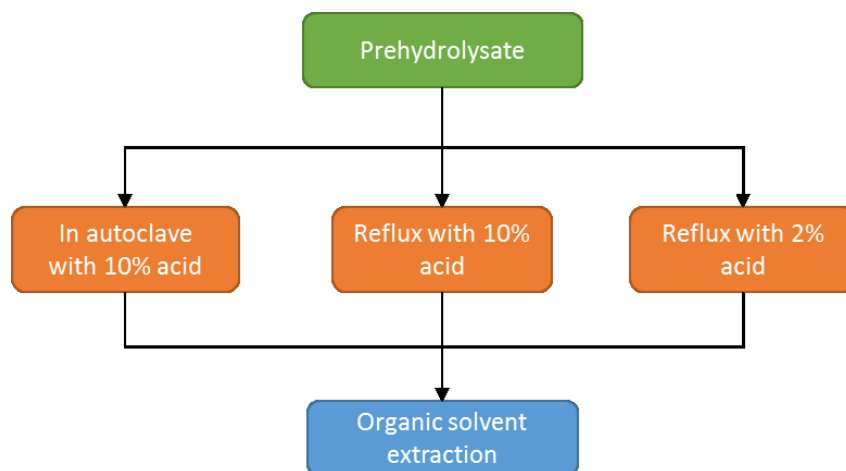 Prehydrolysate
In autoclave
with 10% acid
Reflux with 10%
acid
Reflux with 2%
acid
Organic solvent
extraction